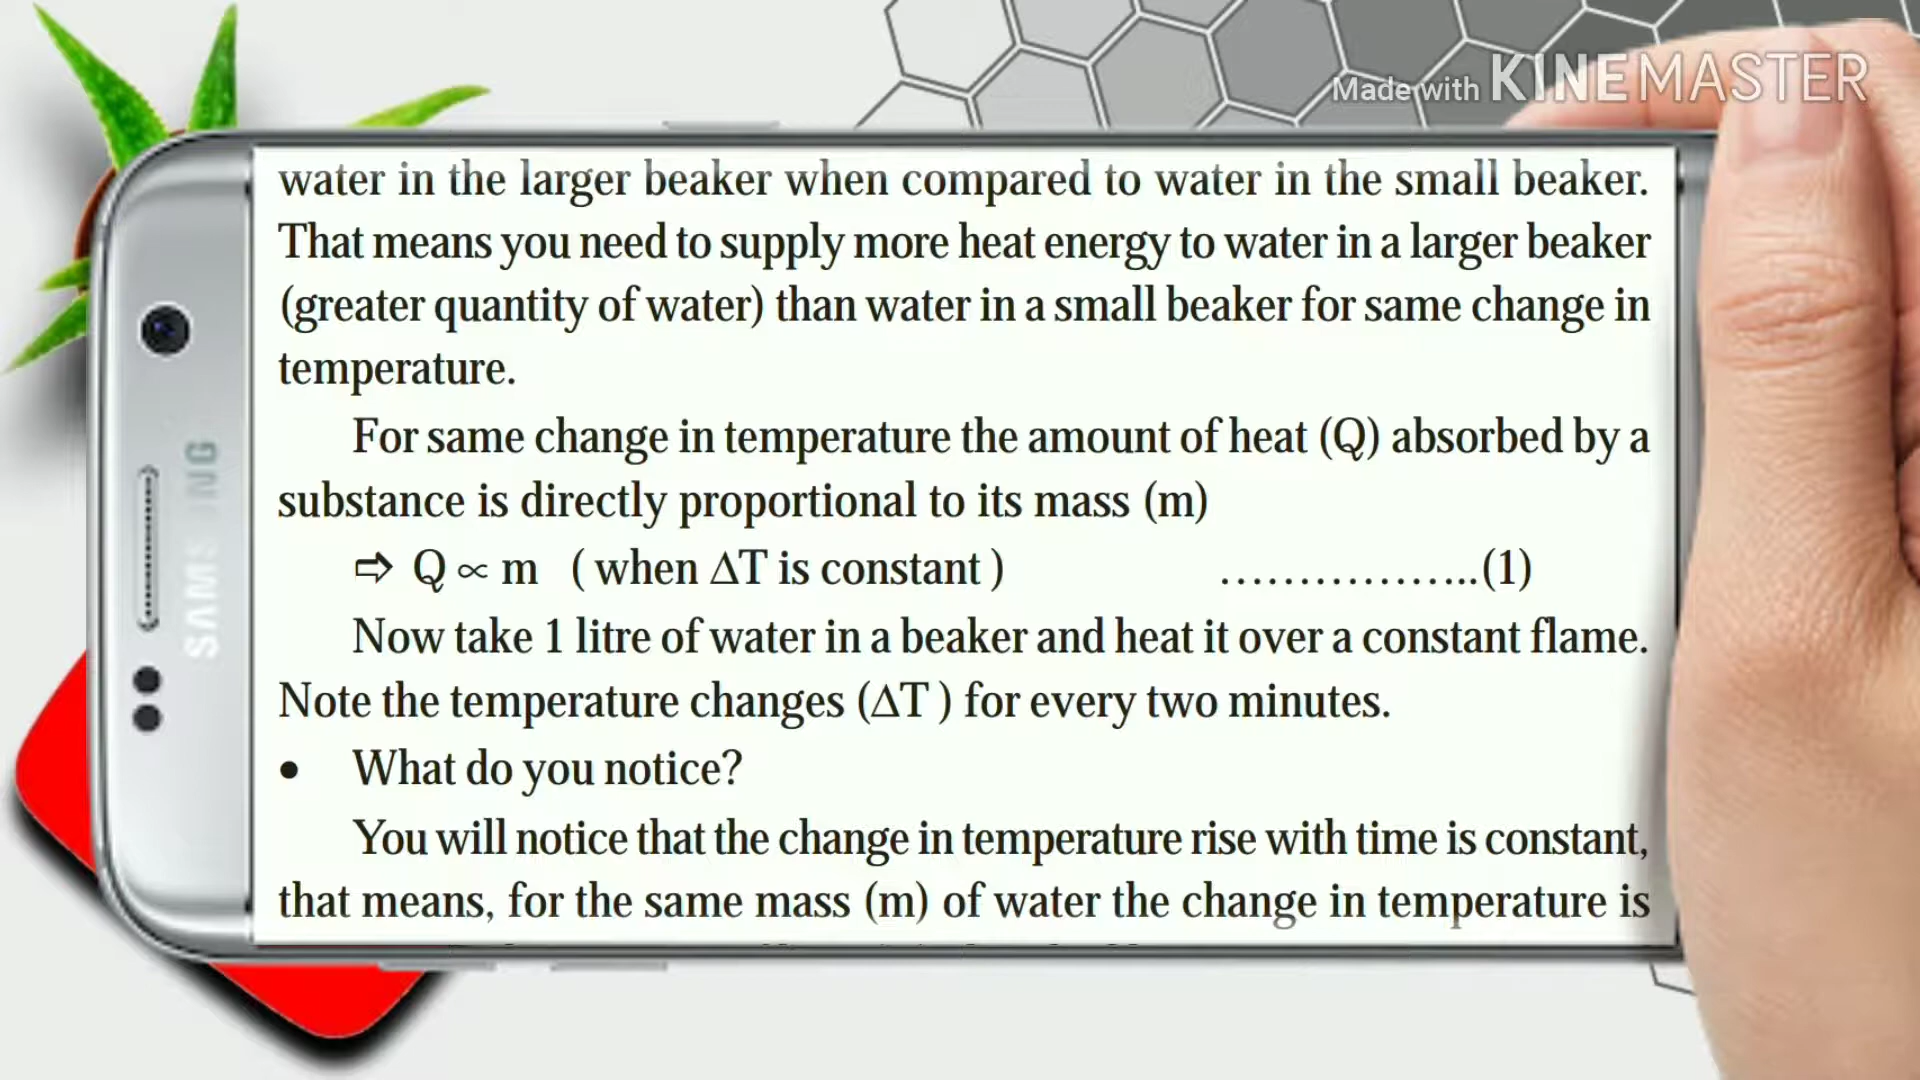 Made with KINEMASTER
water in the larger beaker when compared to water in the small beaker.
That means you need to supply more heat energy to water in a larger beaker
(greater quantity of water) than water in a small beaker for same change in
temperature.
For same change in temperature the amount of heat (Q) absorbed by a
substance is directly proportional to its mass (m)
⇨ Q ∝ m ( when ΔT is constant ) ………………..(1)
Now take 1 litre of water in a beaker and heat it over a constant flame.
Note the temperature changes (ΔT ) for every two minutes.
• What do you notice?
You will notice that the change in temperature rise with time is constant,
that means, for the same mass (m) of water the change in temperature is